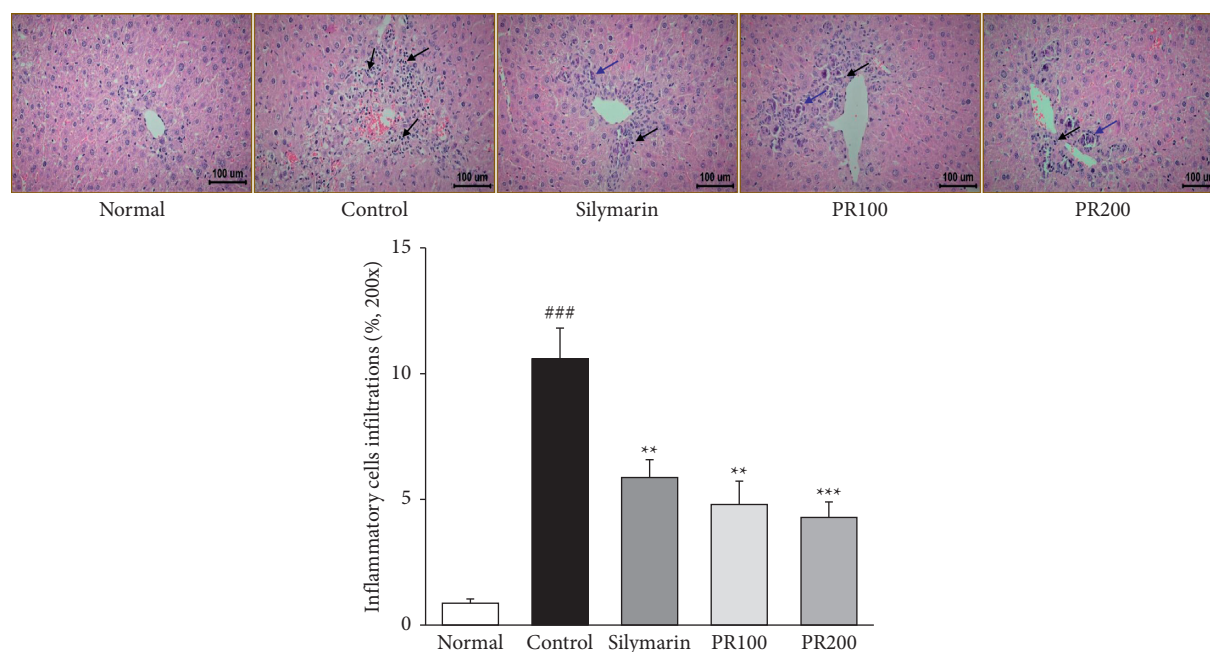 100 um 100 um 100 um 100 um 100 um
Normal Control Silymarin PR100 PR200
Inflammatory cells infiltrations (%, 200x)
15
10
5
0
###
**
**
***
Normal Control Silymarin PR100 PR200